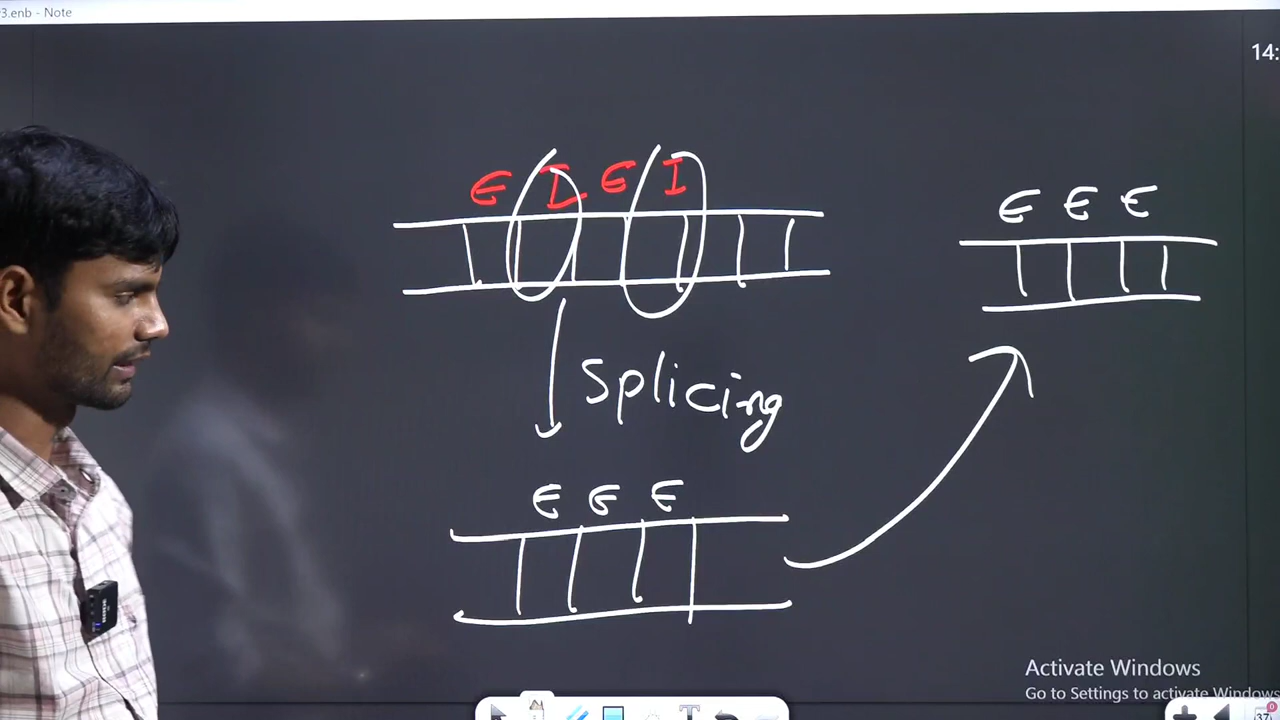 3.enb - Note
14:
E I E I
E E E
Splicing
E E E
Activate Windows
Go to Settings to activate Windows